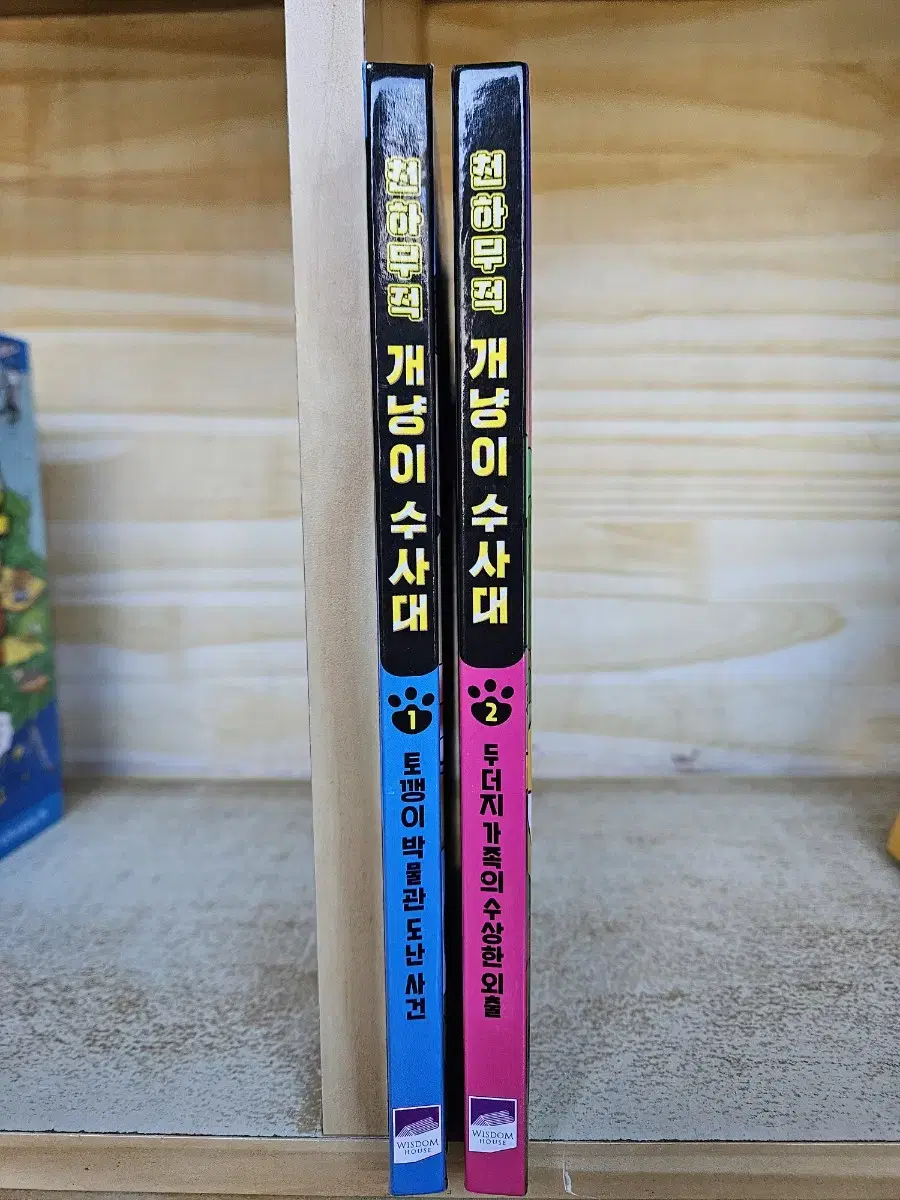 천하무적 개냥이 수사대
1
토깽이 박물관 도난 사건
WISDOM
HOUSE
천하무적 개냥이 수사대
2
두더지 가족의 수상한 외출
WISDOM
HOUSE